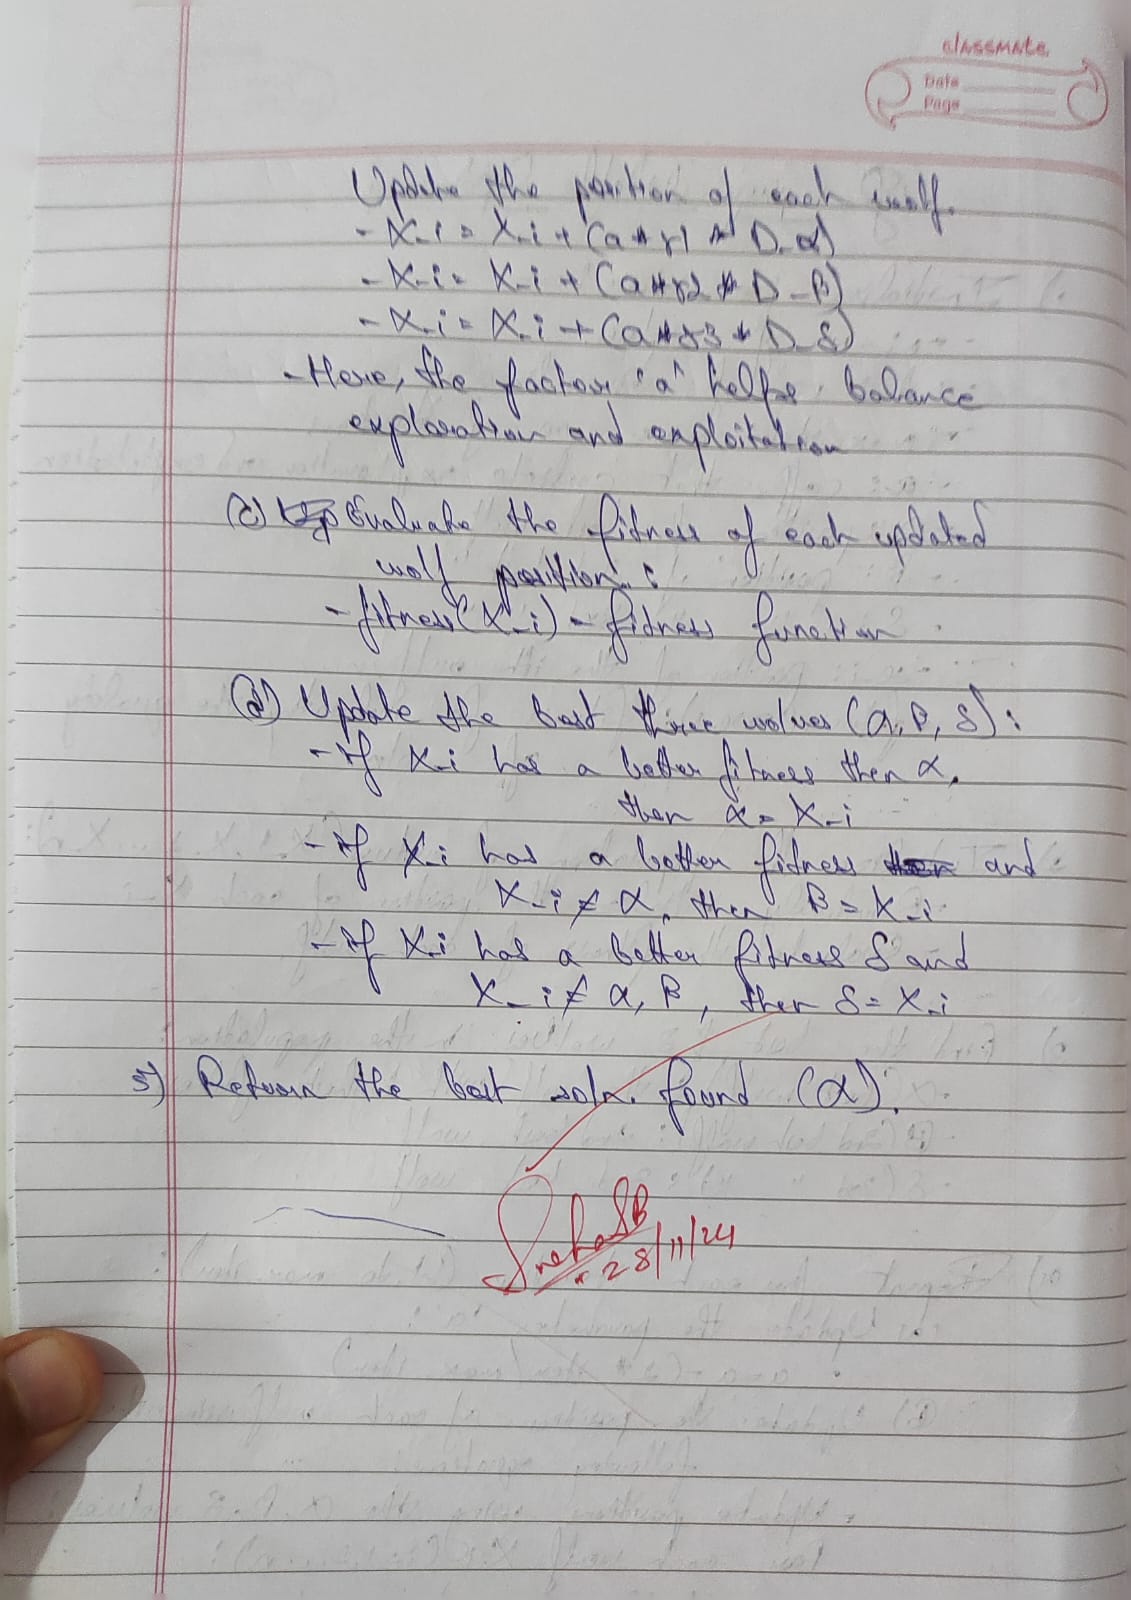 classmate
Date
Page
Update the position of each wolf.
- X_i = X_i + (a * r1 * D_α)
- X_i = X_i + (a * r2 * D_β)
- X_i = X_i + (a * r3 * D_δ)
- Here, the factor 'a' helps balance
exploration and exploitation
(c) Evaluate the fitness of each updated
wolf position :
- fitness(X_i) = fitness function
(d) Update the best three wolves (α, β, δ) :
- if X_i has a better fitness then α,
then α = X_i
- if X_i has a better fitness and
X_i ≠ α, then β = X_i
- if X_i has a better fitness δ and
X_i ≠ α, β, then δ = X_i
5) Return the best soln. found (α).
Sneha S B
28/11/24